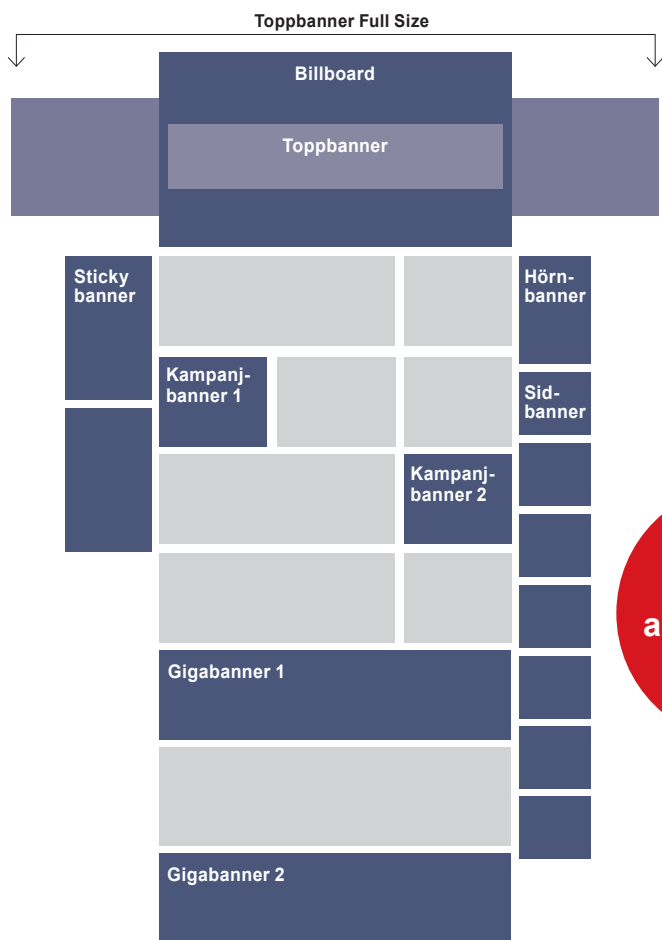 Toppbanner Full Size
Billboard
Toppbanner
Sticky
banner
Hörn-
banner
Kampanj-
banner 1
Sid-
banner
Kampanj-
banner 2
a
Gigabanner 1
Gigabanner 2